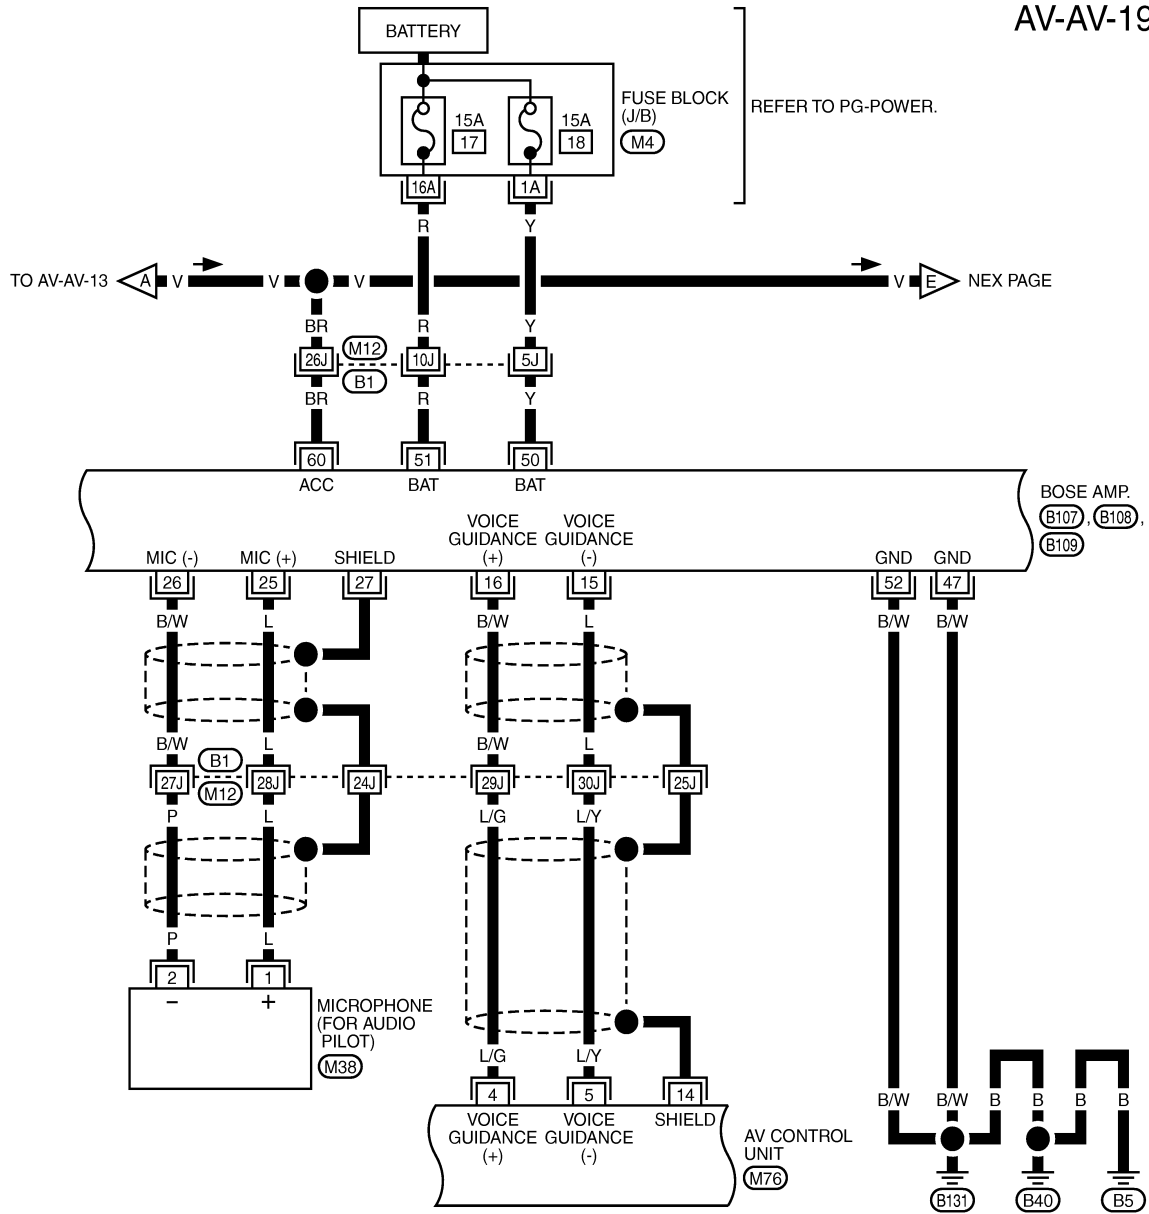 AV-AV-19
BATTERY
15A
17
15A
18
FUSE BLOCK
(J/B)
M4
REFER TO PG-POWER.
16A
1A
R
Y
TO AV-AV-13
A
V
V
V
V
E
NEX PAGE
BR
R
Y
26J
M12
B1
10J
5J
BR
R
Y
60
51
50
ACC
BAT
BAT
BOSE AMP.
B107 , B108 ,
B109
MIC (-)
MIC (+)
SHIELD
VOICE
GUIDANCE
(+)
VOICE
GUIDANCE
(-)
GND
GND
26
25
27
16
15
52
47
B/W
L
B/W
L
B/W
B/W
B/W
L
B/W
L
27J
B1
M12
28J
24J
29J
30J
25J
P
L
L/G
L/Y
P
L
2
1
−
+
MICROPHONE
(FOR AUDIO
PILOT)
M38
L/G
L/Y
4
5
14
VOICE
GUIDANCE
(+)
VOICE
GUIDANCE
(-)
SHIELD
AV CONTROL
UNIT
M76
B/W
B/W
B
B
B
B
B131
B40
B5